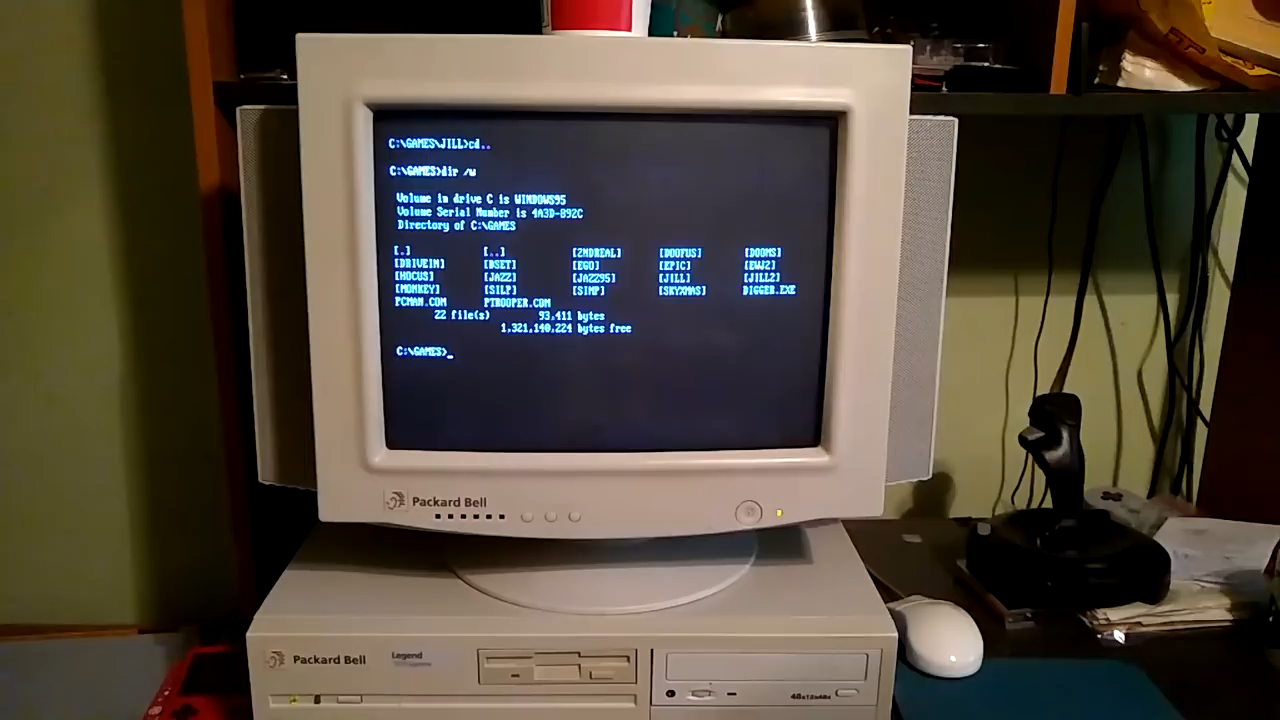 C:\GAMES\JILL>cd..
C:\GAMES>dir /w
Volume in drive C is WINDOWS95
Volume Serial Number is 4A3D-B92C
Directory of C:\GAMES
[.] [..] [2NDREAL] [DOOFUS] [DOOMS]
[DRIVEIN] [DSET] [EGO] [EPIC] [EWJ2]
[HOCUS] [JAZZ] [JAZZ95] [JILL] [JILL2]
[MONKEY] [SILP] [SIMP] [SKYXMAS] DIGGER.EXE
PCMAN.COM PTROOPER.COM
22 file(s) 93,411 bytes
1,321,140,224 bytes free
C:\GAMES>_
Packard Bell
Packard Bell
Legend
48x12x48x